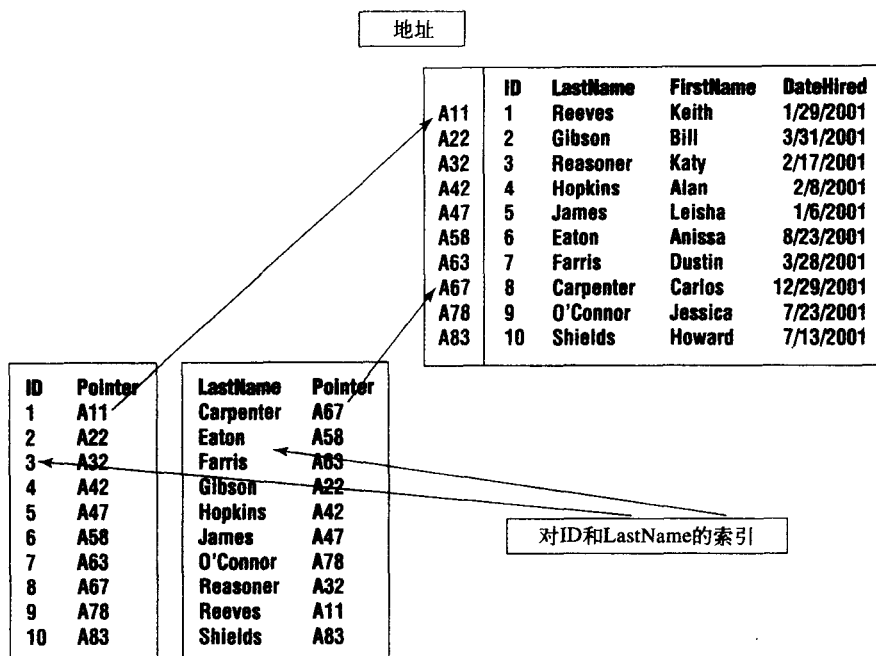 地址
ID LastName FirstName DateHired
A11 1 Reeves Keith 1/29/2001
A22 2 Gibson Bill 3/31/2001
A32 3 Reasoner Katy 2/17/2001
A42 4 Hopkins Alan 2/8/2001
A47 5 James Leisha 1/6/2001
A58 6 Eaton Anissa 8/23/2001
A63 7 Farris Dustin 3/28/2001
A67 8 Carpenter Carlos 12/29/2001
A78 9 O'Connor Jessica 7/23/2001
A83 10 Shields Howard 7/13/2001
ID Pointer
1 A11
2 A22
3 A32
4 A42
5 A47
6 A58
7 A63
8 A67
9 A78
10 A83
LastName Pointer
Carpenter A67
Eaton A58
Farris A63
Gibson A22
Hopkins A42
James A47
O'Connor A78
Reasoner A32
Reeves A11
Shields A83
对ID和LastName的索引